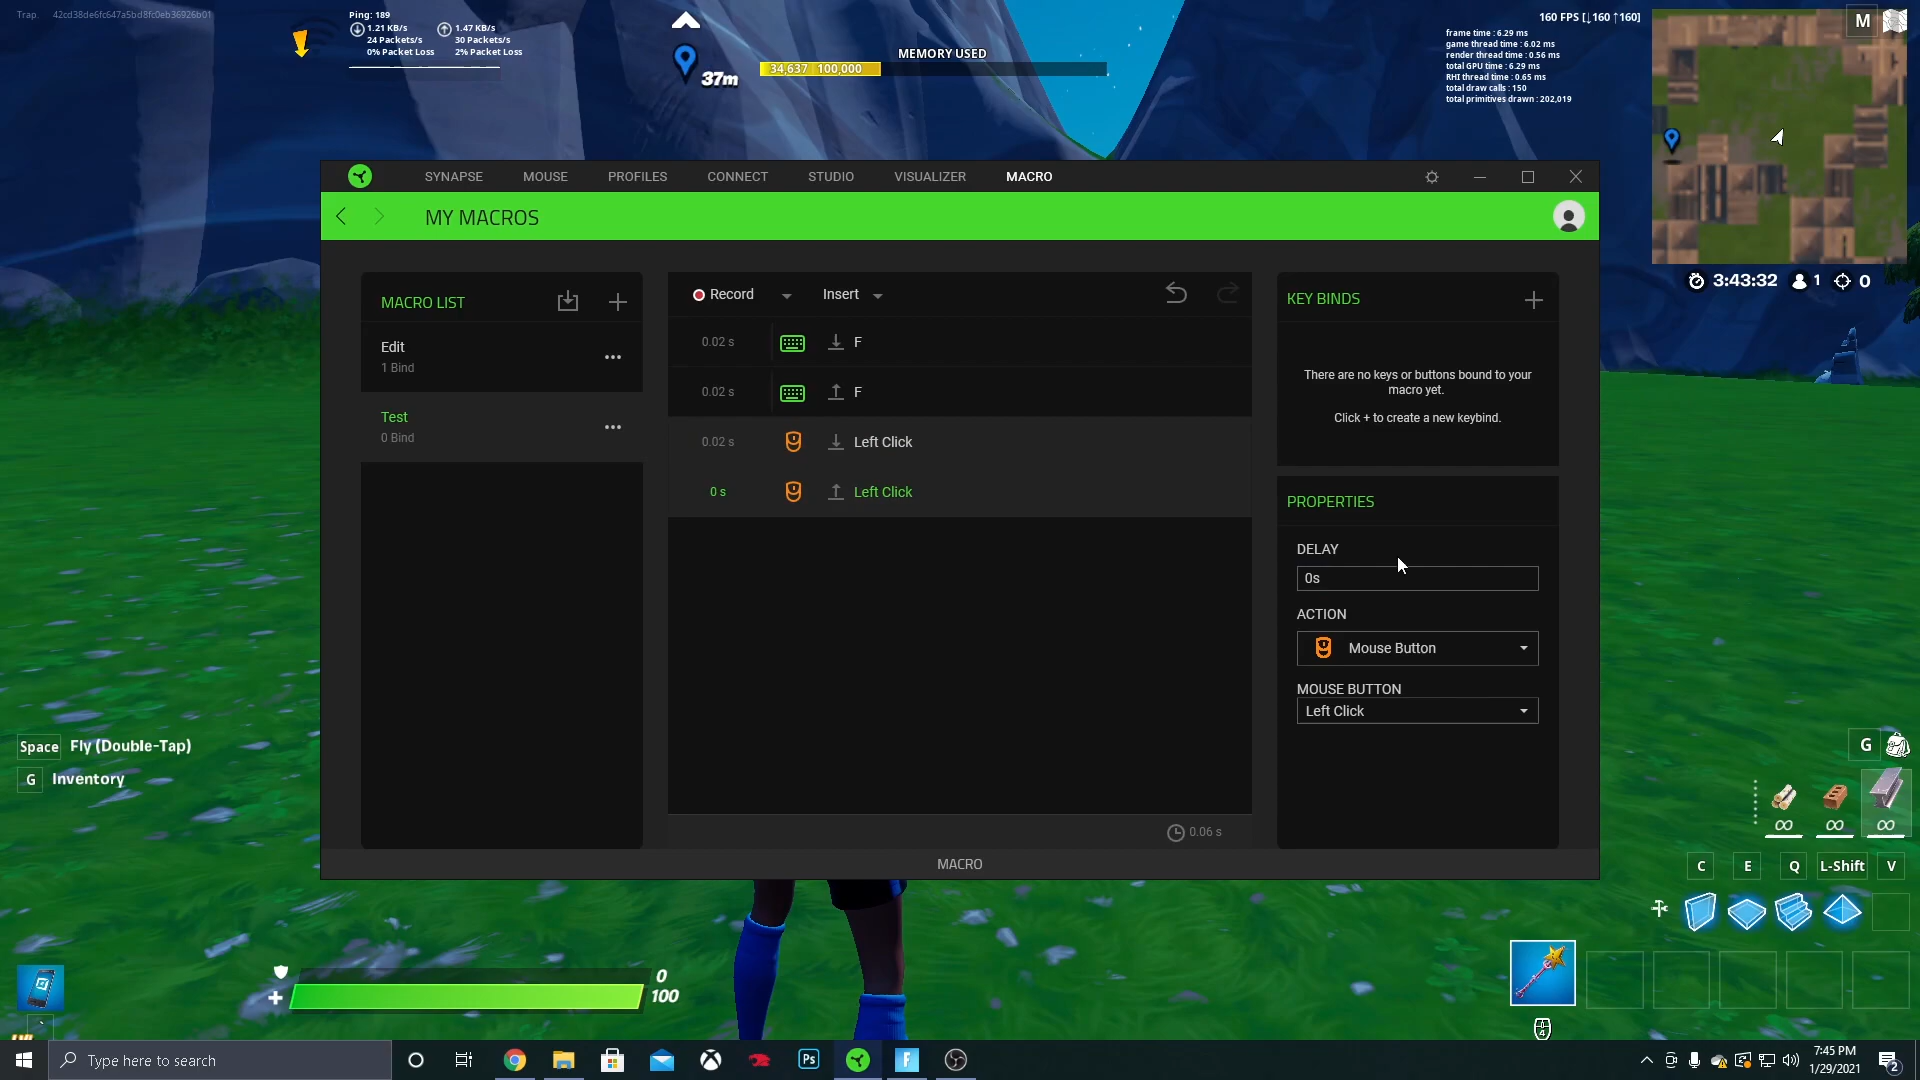 Trap. 42cd38de6fc647a5bd8fc0eb36926b01
Ping: 189
1.21 KB/s 1.47 KB/s
24 Packets/s 30 Packets/s
0% Packet Loss 2% Packet Loss
37m
MEMORY USED
34,637 100,000
160 FPS [↓160 ↑160]
frame time : 6.29 ms
game thread time : 6.02 ms
render thread time : 0.56 ms
total GPU time : 6.29 ms
RHI thread time : 0.65 ms
total draw calls : 150
total primitives drawn : 202,019
M
3:43:32 1 0
SYNAPSE MOUSE PROFILES CONNECT STUDIO VISUALIZER MACRO
MY MACROS
MACRO LIST
Edit
1 Bind
Test
0 Bind
Record Insert
0.02 s F
0.02 s F
0.02 s Left Click
0 s Left Click
0.06 s
KEY BINDS
There are no keys or buttons bound to your
macro yet.
Click + to create a new keybind.
PROPERTIES
DELAY
0s
ACTION
Mouse Button
MOUSE BUTTON
Left Click
MACRO
Space Fly (Double-Tap)
G Inventory
G
∞ ∞ ∞
C E Q L-Shift V
0
100
4
Type here to search
Ps
F
7:45 PM
1/29/2021
2